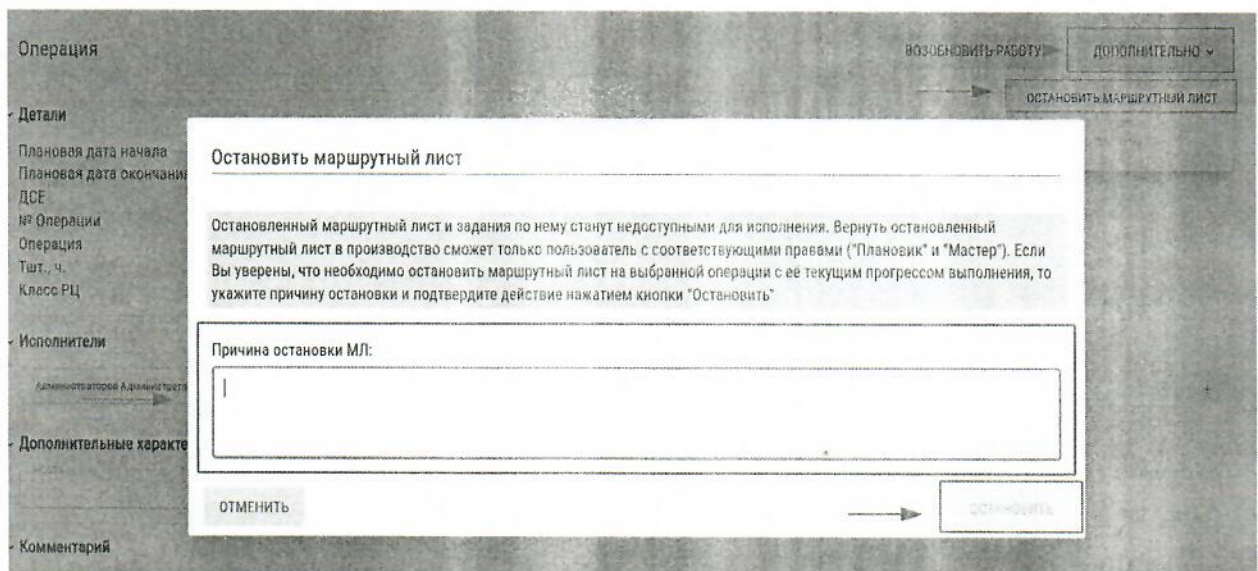 Операция
ВОЗОБНОВИТЬ РАБОТУ
ДОПОЛНИТЕЛЬНО
ОСТАНОВИТЬ МАРШРУТНЫЙ ЛИСТ
Детали
Плановая дата начала
Плановая дата окончания
ДСЕ
№ Операции
Операция
Тшт., ч.
Класс РЦ
Исполнители
Администраторов
Дополнительные характе
Комментарий
Остановить маршрутный лист
Остановленный маршрутный лист и задания по нему станут недоступными для исполнения. Вернуть остановленный
маршрутный лист в производство сможет только пользователь с соответствующими правами ("Плановик" и "Мастер"). Если
Вы уверены, что необходимо остановить маршрутный лист на выбранной операции с её текущим прогрессом выполнения, то
укажите причину остановки и подтвердите действие нажатием кнопки "Остановить"
Причина остановки МЛ:
ОТМЕНИТЬ
ОСТАНОВИТЬ